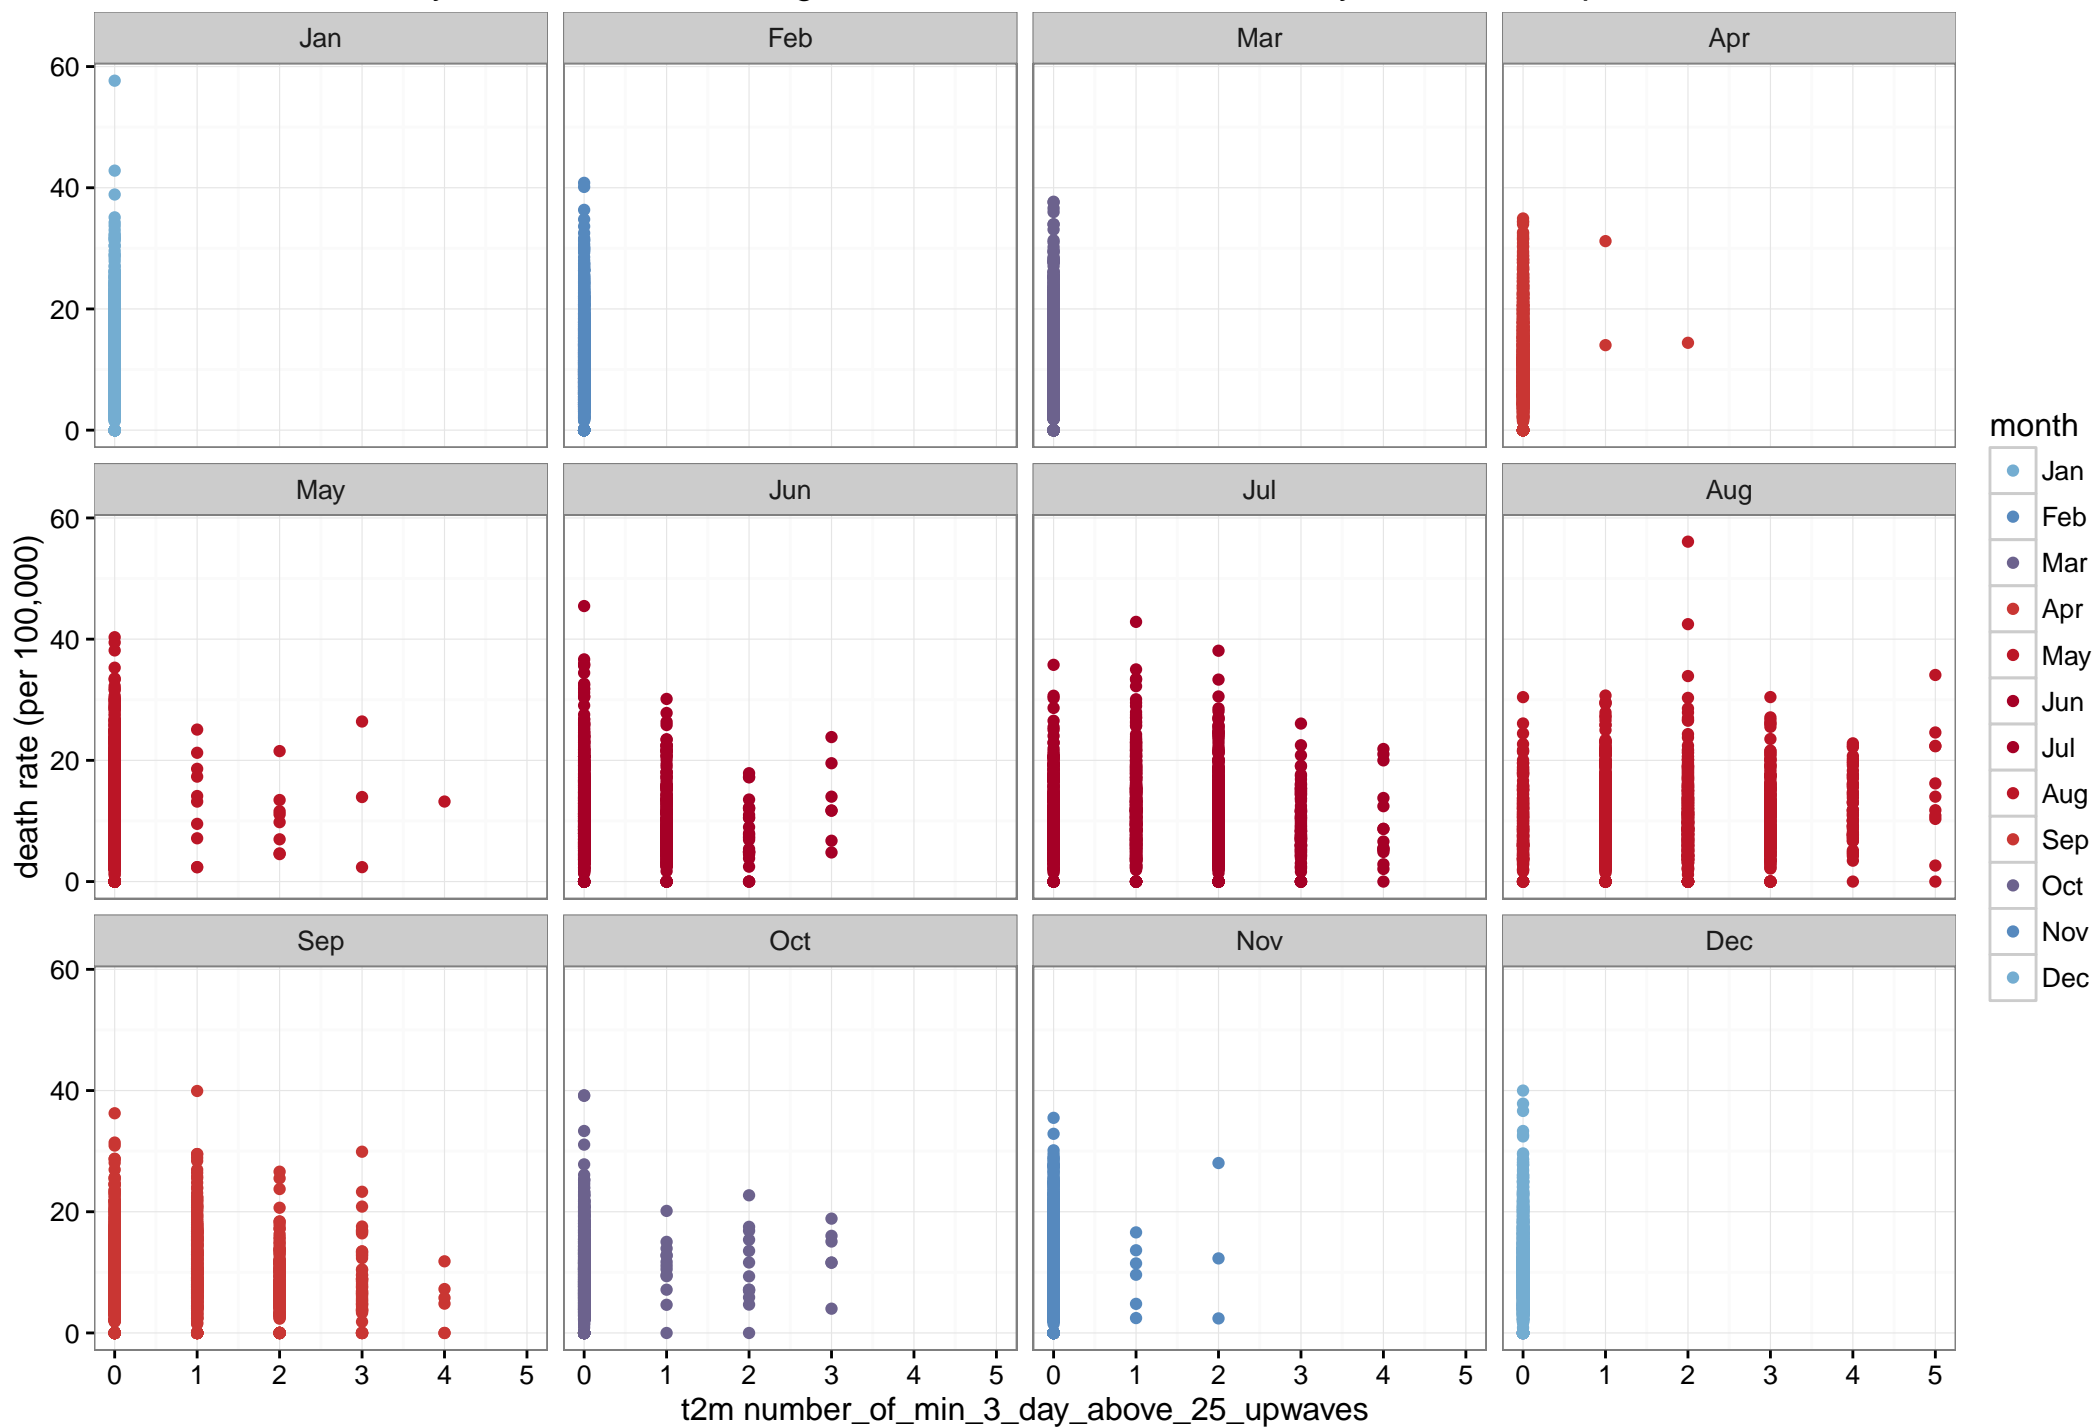 Jan Feb Mar Apr
60
40
20
0
May Jun Jul Aug
60
40
20
0
Sep Oct Nov Dec
60
40
20
0
0 1 2 3 4 5 0 1 2 3 4 5 0 1 2 3 4 5 0 1 2 3 4 5
t2m number_of_min_3_day_above_25_upwaves
death rate (per 100,000)
month
Jan
Feb
Mar
Apr
May
Jun
Jul
Aug
Sep
Oct
Nov
Dec